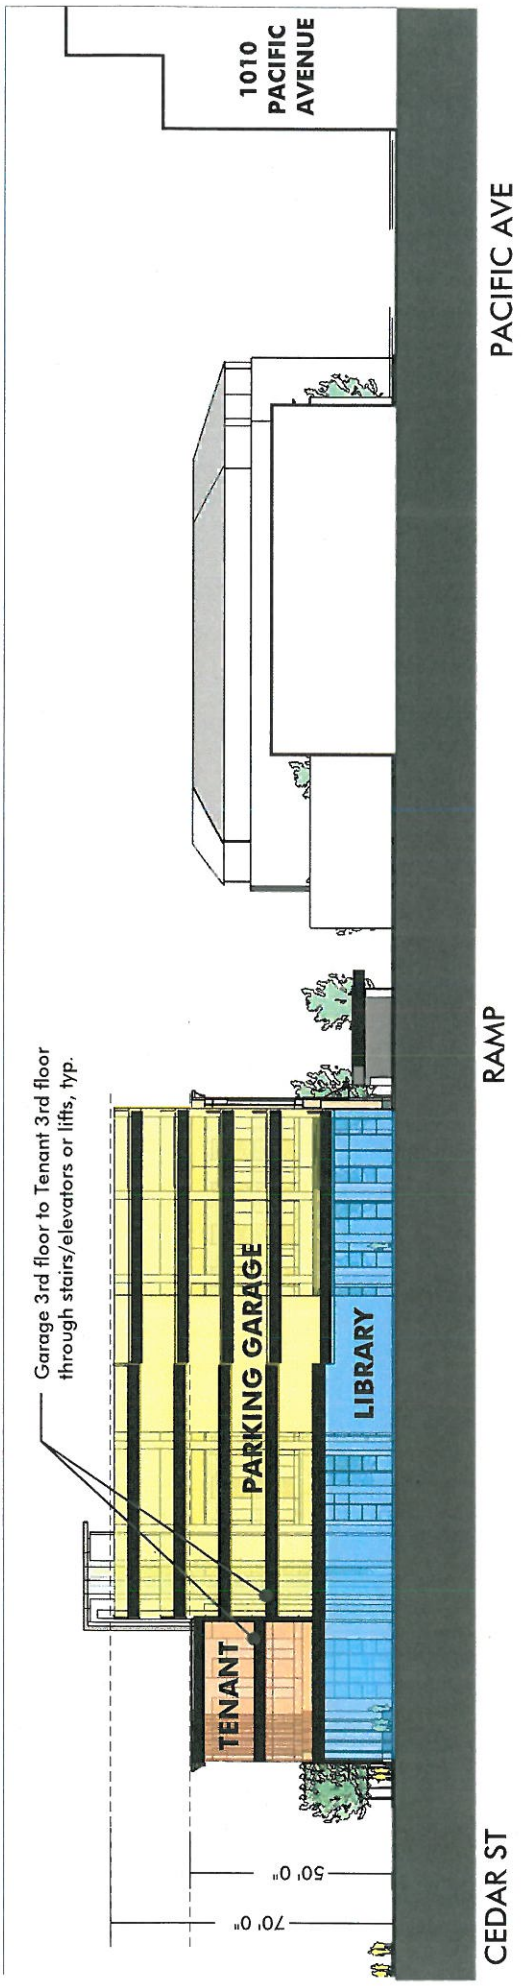 Garage 3rd floor to Tenant 3rd floor
through stairs/elevators or lifts, typ.
1010
PACIFIC
AVENUE
70' 0"
50' 0"
TENANT
PARKING GARAGE
LIBRARY
CEDAR ST
RAMP
PACIFIC AVE